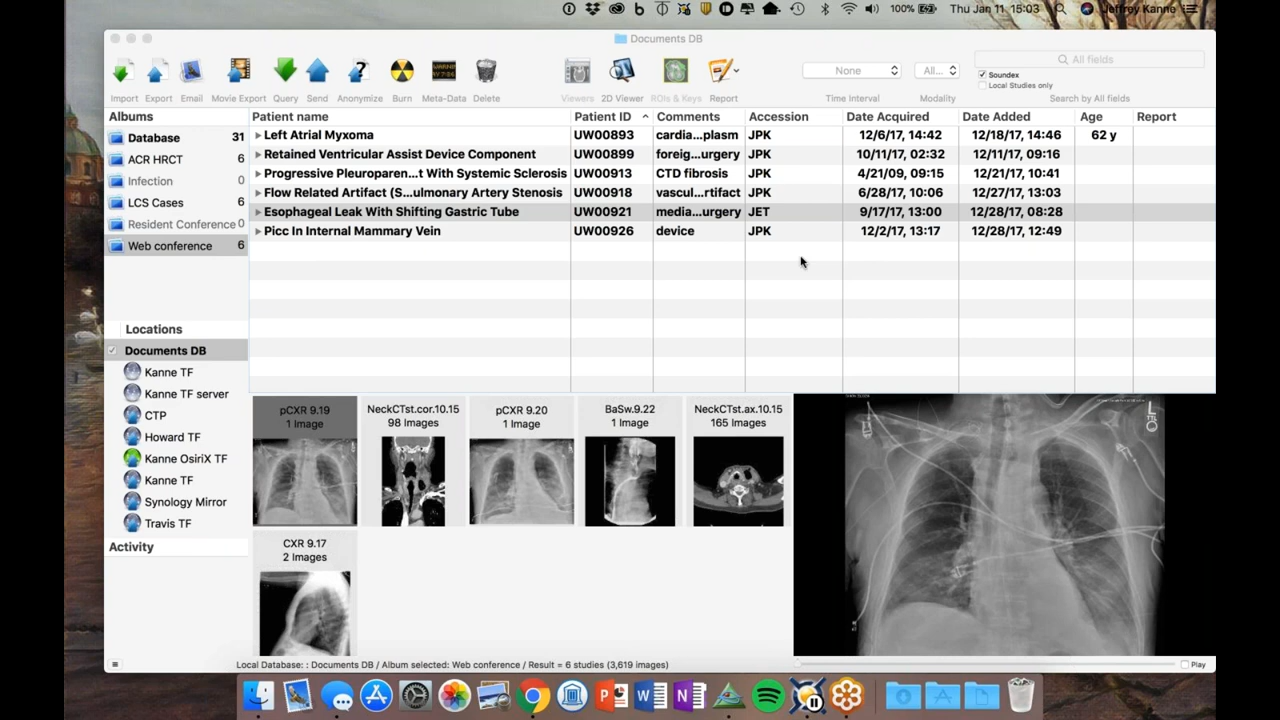 100% Thu Jan 11 15:03 Jeffrey Kanne
Documents DB
Import Export Email Movie Export Query Send Anonymize Burn Meta-Data Delete Viewers 2D Viewer ROIs & Keys Report
None All...
All fields
Soundex
Local Studies only
Time Interval Modality Search by All fields
Albums
Database 31
ACR HRCT 6
Infection 0
LCS Cases 6
Resident Conference 0
Web conference 6
Patient name Patient ID Comments Accession Date Acquired Date Added Age Report
Left Atrial Myxoma UW00893 cardia...plasm JPK 12/6/17, 14:42 12/18/17, 14:46 62 y
Retained Ventricular Assist Device Component UW00899 foreig...urgery JPK 10/11/17, 02:32 12/11/17, 09:16
Progressive Pleuroparen...t With Systemic Sclerosis UW00913 CTD fibrosis JPK 4/21/09, 09:15 12/21/17, 10:41
Flow Related Artifact (S...ulmonary Artery Stenosis UW00918 vascul...rtifact JPK 6/28/17, 10:06 12/27/17, 13:03
Esophageal Leak With Shifting Gastric Tube UW00921 media...urgery JET 9/17/17, 13:00 12/28/17, 08:28
Picc In Internal Mammary Vein UW00926 device JPK 12/2/17, 13:17 12/28/17, 12:49
Locations
Documents DB
Kanne TF
Kanne TF server
CTP
Howard TF
Kanne OsiriX TF
Kanne TF
Synology Mirror
Travis TF
Activity
pCXR 9.19
1 Image
NeckCTst.cor.10.15
98 Images
pCXR 9.20
1 Image
BaSw.9.22
1 Image
NeckCTst.ax.10.15
165 Images
CXR 9.17
2 Images
Local Database: : Documents DB / Album selected: Web conference / Result = 6 studies (3,619 images)
Play